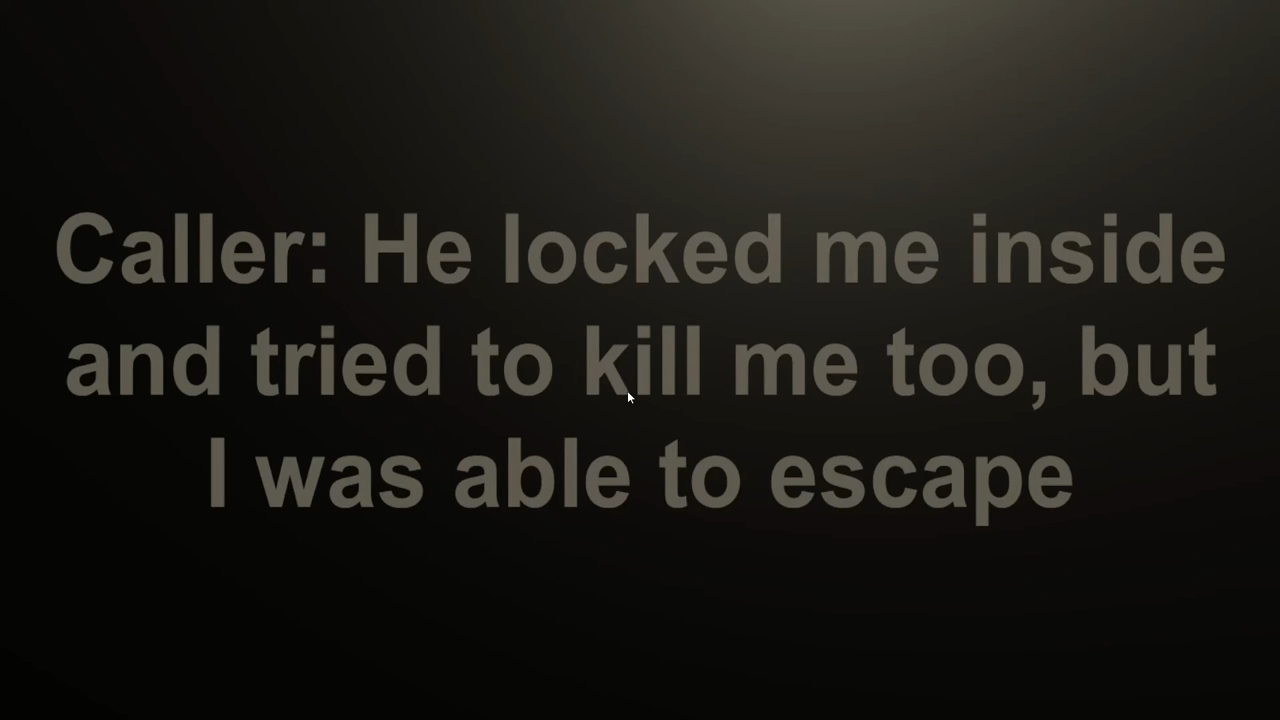 Caller: He locked me inside
and tried to kill me too, but
I was able to escape